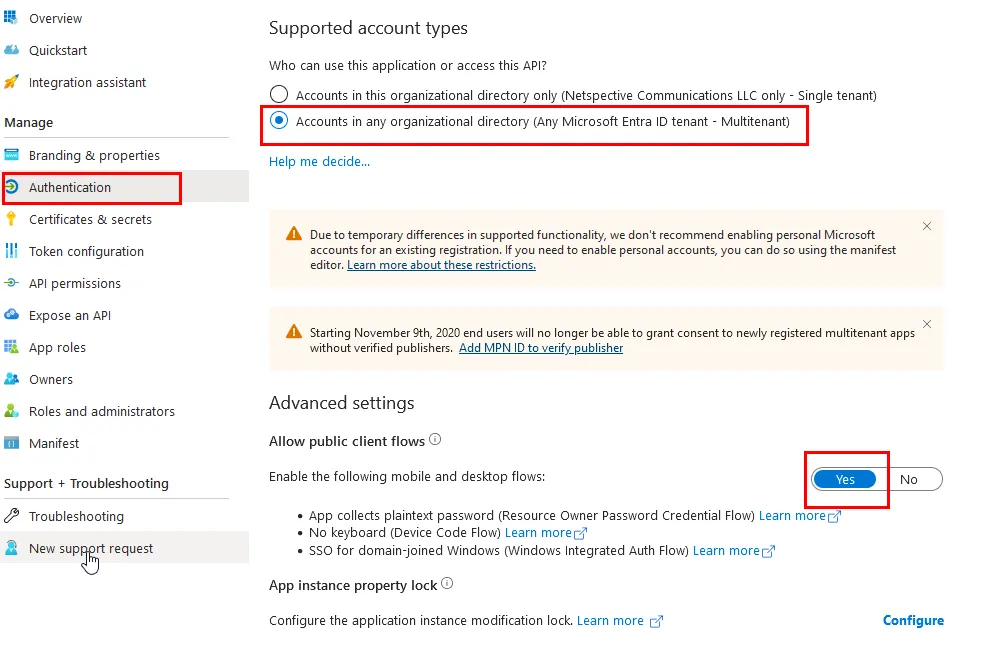 Overview
Quickstart
Integration assistant
Manage
Branding & properties
Authentication
Certificates & secrets
Token configuration
API permissions
Expose an API
App roles
Owners
Roles and administrators
Manifest
Support + Troubleshooting
Troubleshooting
New support request
Supported account types
Who can use this application or access this API?
Accounts in this organizational directory only (Netspective Communications LLC only - Single tenant)
Accounts in any organizational directory (Any Microsoft Entra ID tenant - Multitenant)
Help me decide...
Due to temporary differences in supported functionality, we don't recommend enabling personal Microsoft
accounts for an existing registration. If you need to enable personal accounts, you can do so using the manifest
editor. Learn more about these restrictions.
Starting November 9th, 2020 end users will no longer be able to grant consent to newly registered multitenant apps
without verified publishers. Add MPN ID to verify publisher
Advanced settings
Allow public client flows
Enable the following mobile and desktop flows:
Yes No
• App collects plaintext password (Resource Owner Password Credential Flow) Learn more
• No keyboard (Device Code Flow) Learn more
• SSO for domain-joined Windows (Windows Integrated Auth Flow) Learn more
App instance property lock
Configure the application instance modification lock. Learn more
Configure